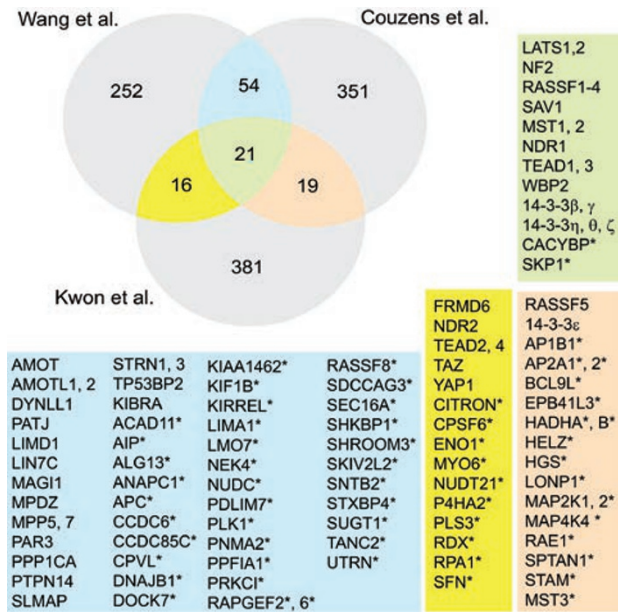 Wang et al.
Couzens et al.
252
54
351
21
16
19
381
Kwon et al.
LATS1,2
NF2
RASSF1-4
SAV1
MST1, 2
NDR1
TEAD1, 3
WBP2
14-3-3β, γ
14-3-3η, θ, ζ
CACYBP*
SKP1*
AMOT
AMOTL1, 2
DYNLL1
PATJ
LIMD1
LIN7C
MAGI1
MPDZ
MPP5, 7
PAR3
PPP1CA
PTPN14
SLMAP
STRN1, 3
TP53BP2
KIBRA
ACAD11*
AIP*
ALG13*
ANAPC1*
APC*
CCDC6*
CCDC85C*
CPVL*
DNAJB1*
DOCK7*
KIAA1462*
KIF1B*
KIRREL*
LIMA1*
LMO7*
NEK4*
NUDC*
PDLIM7*
PLK1*
PNMA2*
PPFIA1*
PRKCI*
RAPGEF2*, 6*
RASSF8*
SDCCAG3*
SEC16A*
SHKBP1*
SHROOM3*
SKIV2L2*
SNTB2*
STXBP4*
SUGT1*
TANC2*
UTRN*
FRMD6
NDR2
TEAD2, 4
TAZ
YAP1
CITRON*
CPSF6*
ENO1*
MYO6*
NUDT21*
P4HA2*
PLS3*
RDX*
RPA1*
SFN*
RASSF5
14-3-3ε
AP1B1*
AP2A1*, 2*
BCL9L*
EPB41L3*
HADHA*, B*
HELZ*
HGS*
LONP1*
MAP2K1, 2*
MAP4K4 *
RAE1*
SPTAN1*
STAM*
MST3*